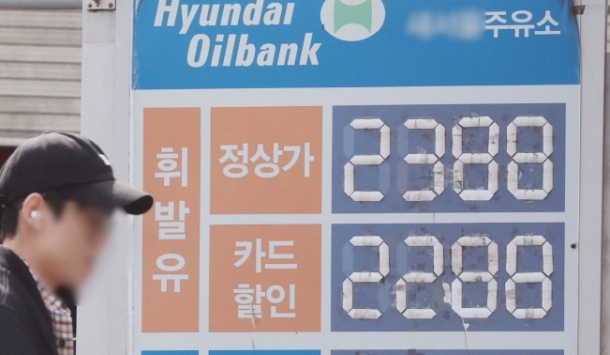 Hyundai
Oilbank
주유소
휘발유
정상가 2388
카드
할인 2288